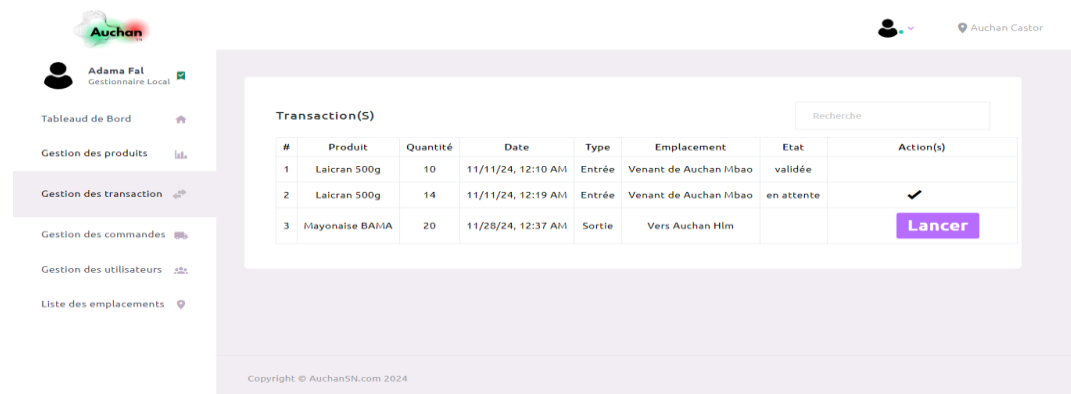 Auchan
SN
Auchan Castor
Adama Fal
Gestionnaire Local
Tableaud de Bord
Gestion des produits
Gestion des transaction
Gestion des commandes
Gestion des utilisateurs
Liste des emplacements
Transaction(S)
Recherche
# Produit Quantité Date Type Emplacement Etat Action(s)
1 Laicran 500g 10 11/11/24, 12:10 AM Entrée Venant de Auchan Mbao validée
2 Laicran 500g 14 11/11/24, 12:19 AM Entrée Venant de Auchan Mbao en attente
3 Mayonaise BAMA 20 11/28/24, 12:37 AM Sortie Vers Auchan Hlm Lancer
Copyright © AuchanSN.com 2024